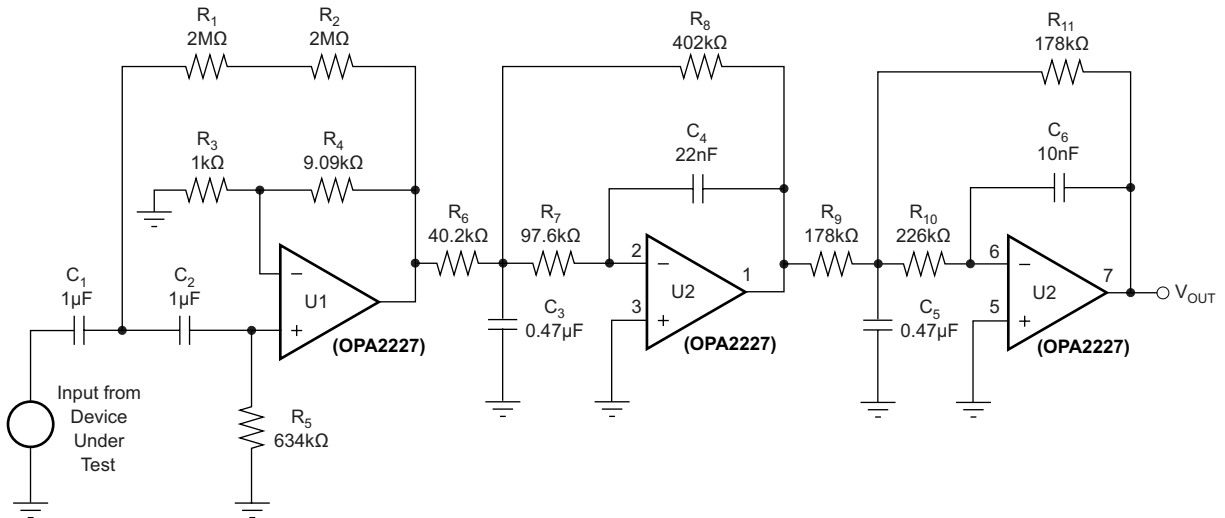 R1
2MΩ
R2
2MΩ
R8
402kΩ
R11
178kΩ
R3
1kΩ
R4
9.09kΩ
C4
22nF
C6
10nF
R6
40.2kΩ
R7
97.6kΩ
R9
178kΩ
R10
226kΩ
C1
1µF
C2
1µF
−
+
U1
(OPA2227)
C3
0.47µF
2
−
3
+
U2
1
(OPA2227)
C5
0.47µF
6
−
5
+
U2
7
(OPA2227)
VOUT
Input from
Device
Under
Test
R5
634kΩ